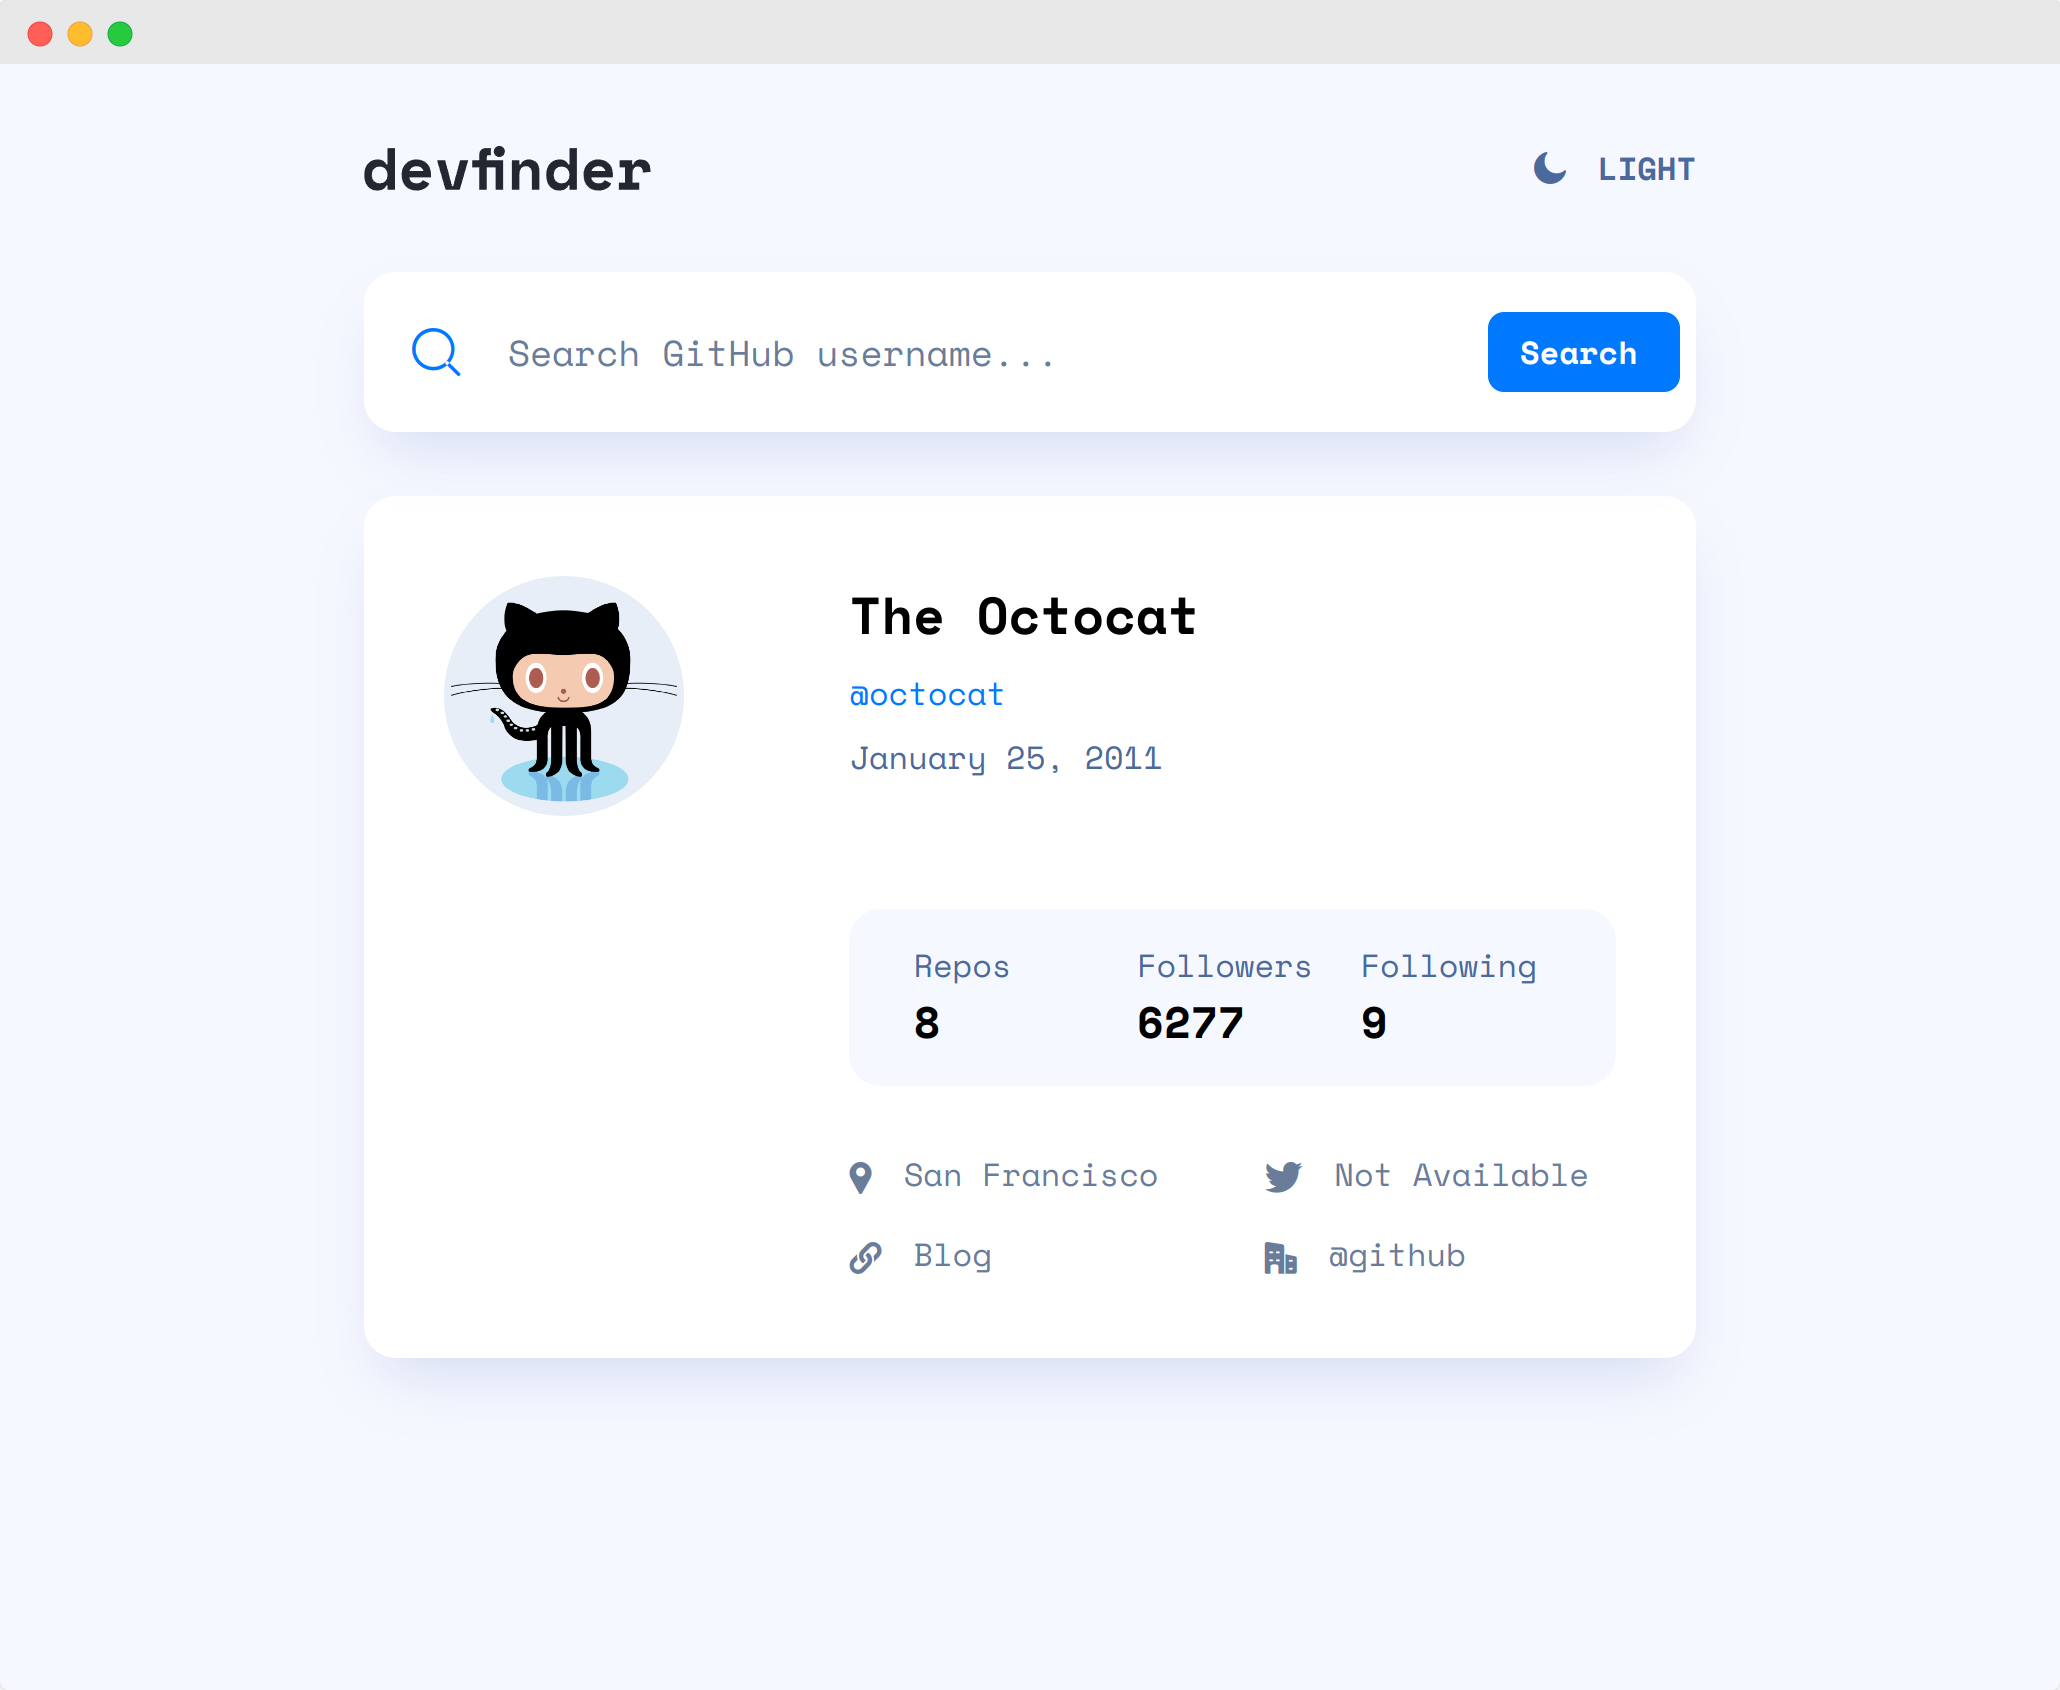 devfinder
LIGHT
Search GitHub username...
Search
The Octocat
@octocat
January 25, 2011
Repos Followers Following
8 6277 9
San Francisco Not Available
Blog @github